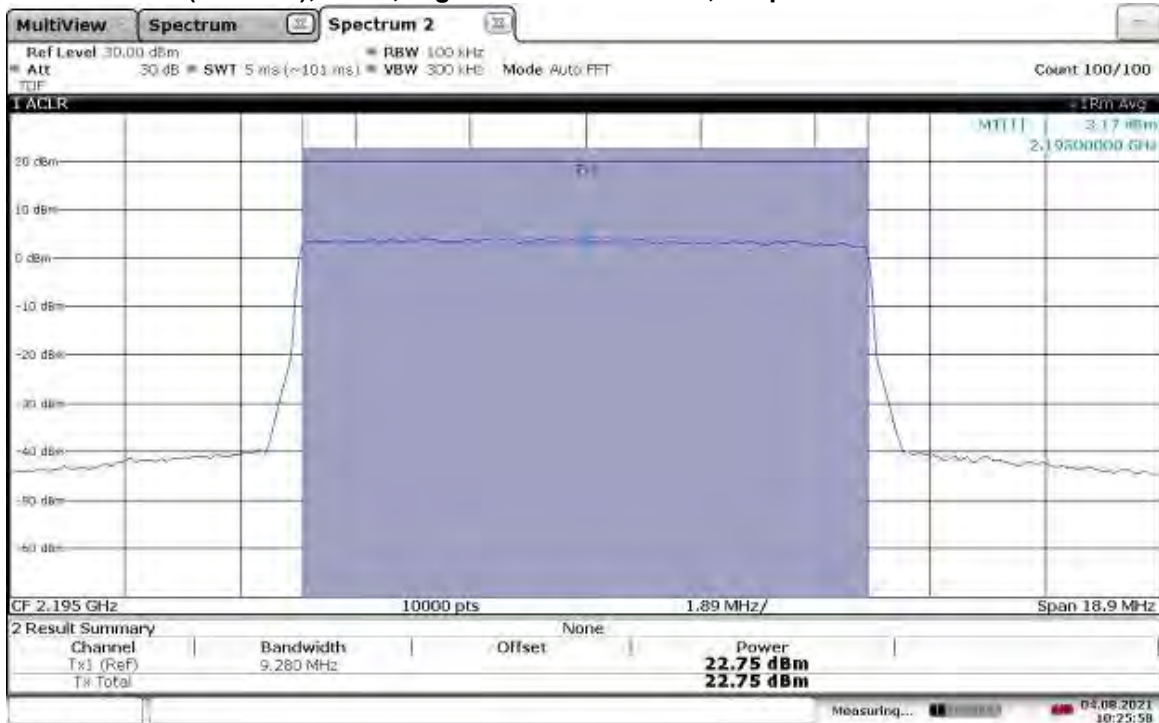 MultiView Spectrum Spectrum 2
Ref Level 30.00 dBm RBW 100 kHz
Att 30 dB SWT 5 ms (~101 ms) VBW 300 kHz Mode Auto FFT Count 100/100
TDF
1 ACLR 1Rm Avg
M1[1] 3.17 dBm
2.19500000 GHz
20 dBm
10 dBm
0 dBm
-10 dBm
-20 dBm
-30 dBm
-40 dBm
-50 dBm
-60 dBm
CF 2.195 GHz 10000 pts 1.89 MHz/ Span 18.9 MHz
2 Result Summary None
Channel Bandwidth Offset Power
Tx1 (Ref) 9.280 MHz 22.75 dBm
Tx Total 22.75 dBm
Measuring... 04.08.2021
10:25:58